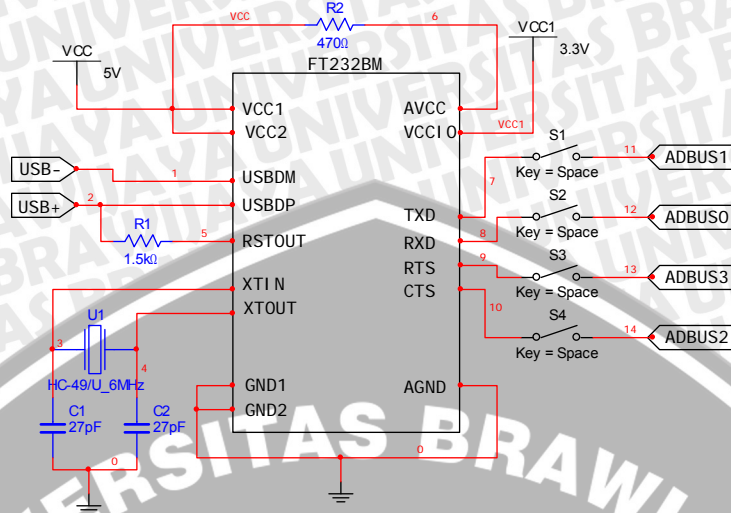 R2
VCC
6
470Ω
VCC
5V
VCC1
3.3V
FT232BM
VCC1
VCC2
AVCC
VCCIO
VCC1
USB-
1
USBDM
USB+
2
USBDP
R1
5
RSTOUT
1.5kΩ
TXD
RXD
RTS
CTS
7
8
9
10
S1
Key = Space
11
ADBUS1
S2
Key = Space
12
ADBUS0
S3
Key = Space
13
ADBUS3
S4
Key = Space
14
ADBUS2
XTIN
XTOUT
U1
3
4
HC-49/U_6MHz
C1
27pF
C2
27pF
0
GND1
GND2
AGND
0
VERSITAS BRAWI